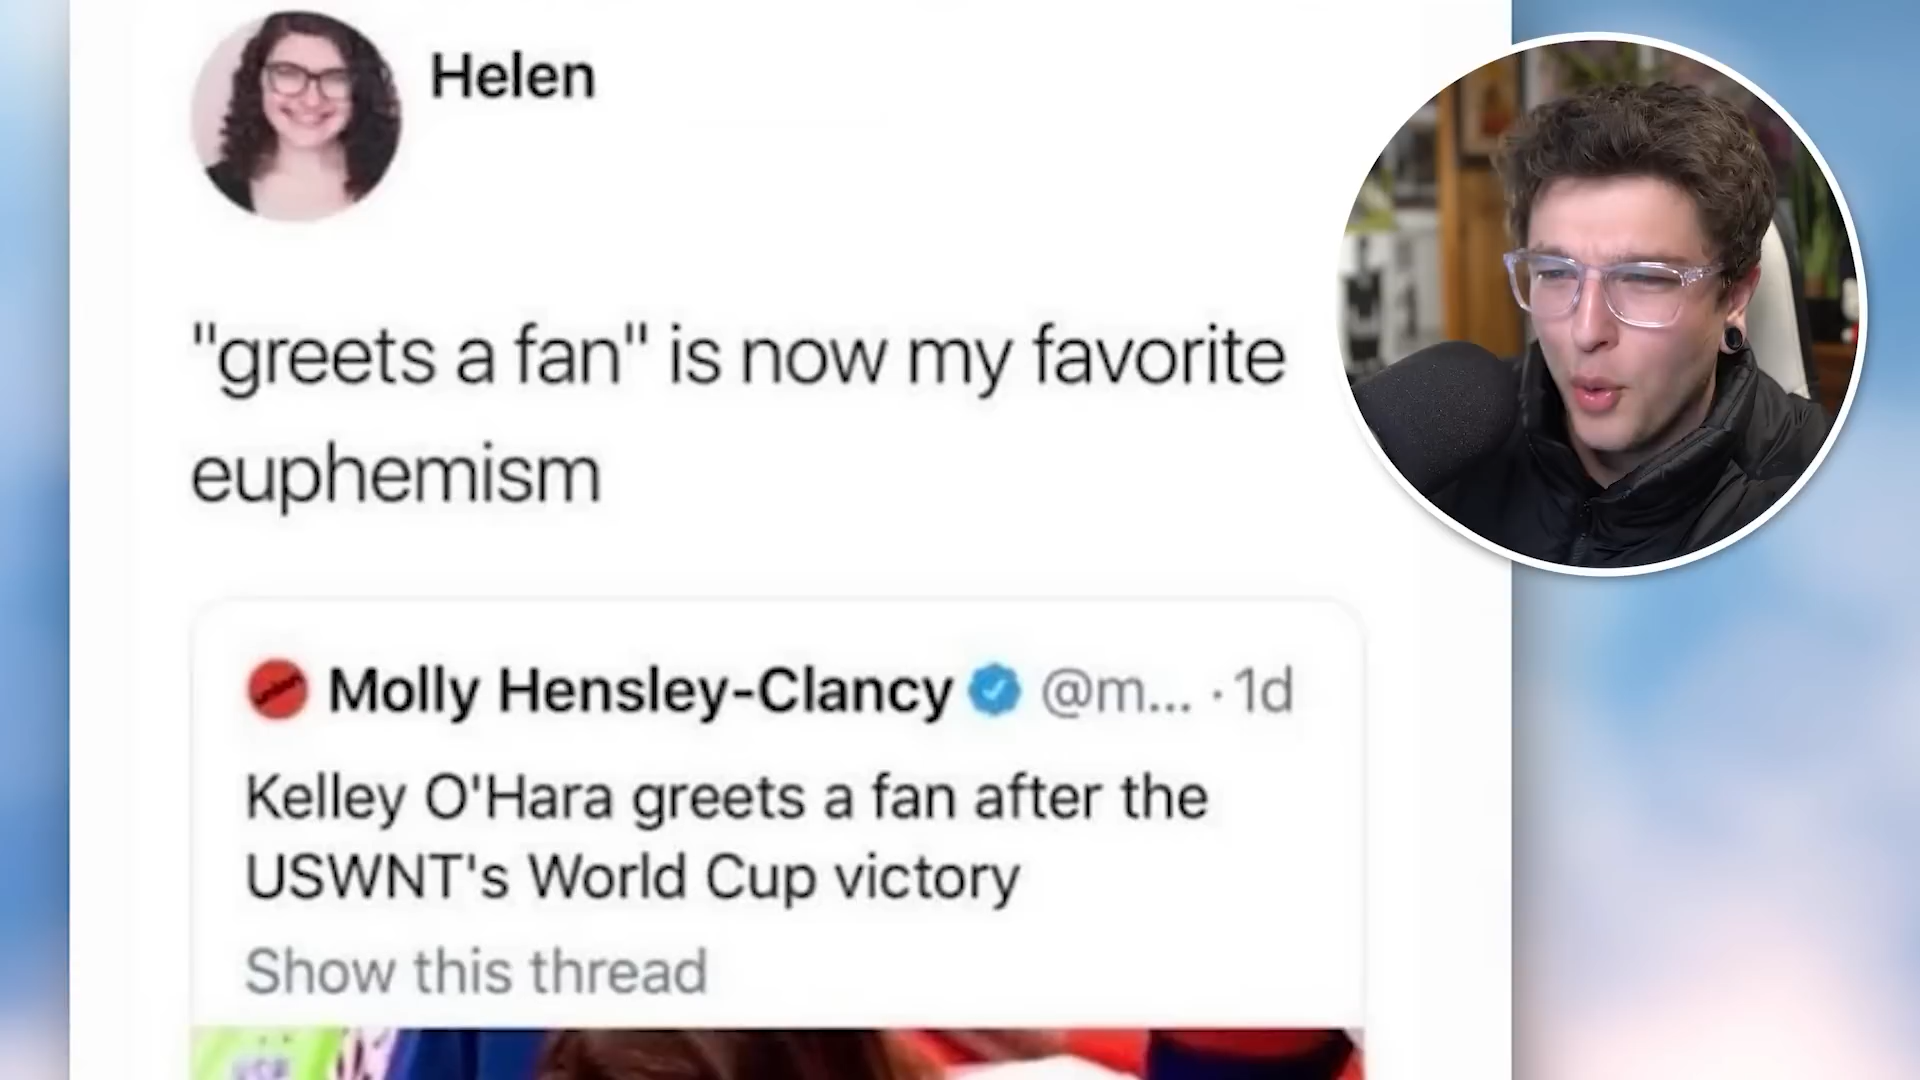 Helen
"greets a fan" is now my favorite
euphemism
Molly Hensley-Clancy @m... · 1d
Kelley O'Hara greets a fan after the
USWNT's World Cup victory
Show this thread